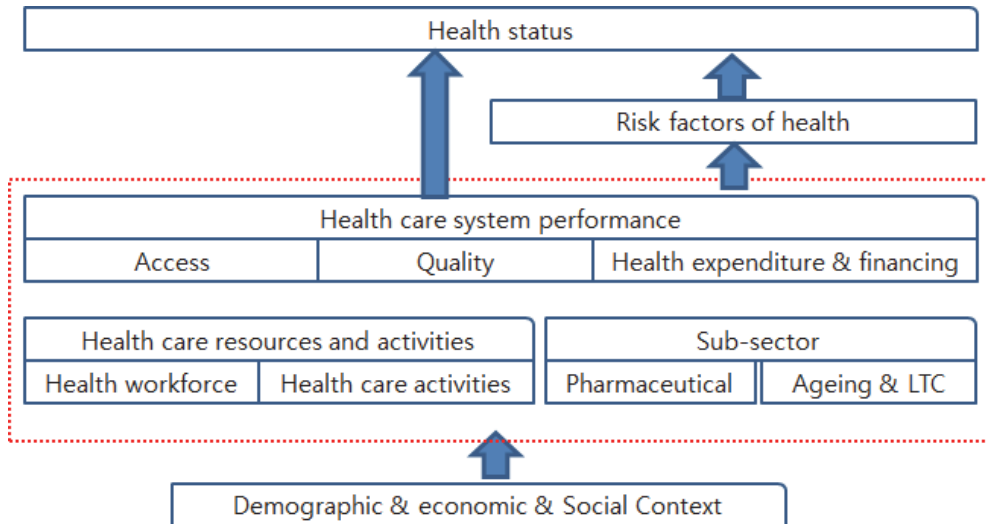 Health status
Risk factors of health
Health care system performance
Access
Quality
Health expenditure & financing
Health care resources and activities
Health workforce
Health care activities
Sub-sector
Pharmaceutical
Ageing & LTC
Demographic & economic & Social Context